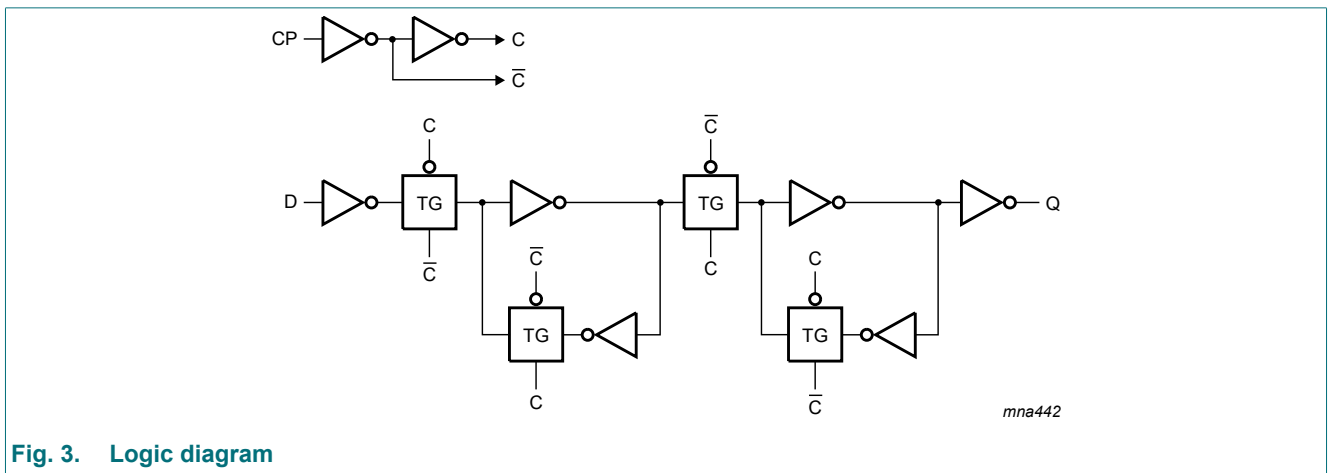 CP
C
C̅
C
C̅
D
TG
TG
Q
C̅
C̅
C
C
TG
TG
C
C̅
mna442
Fig. 3. Logic diagram